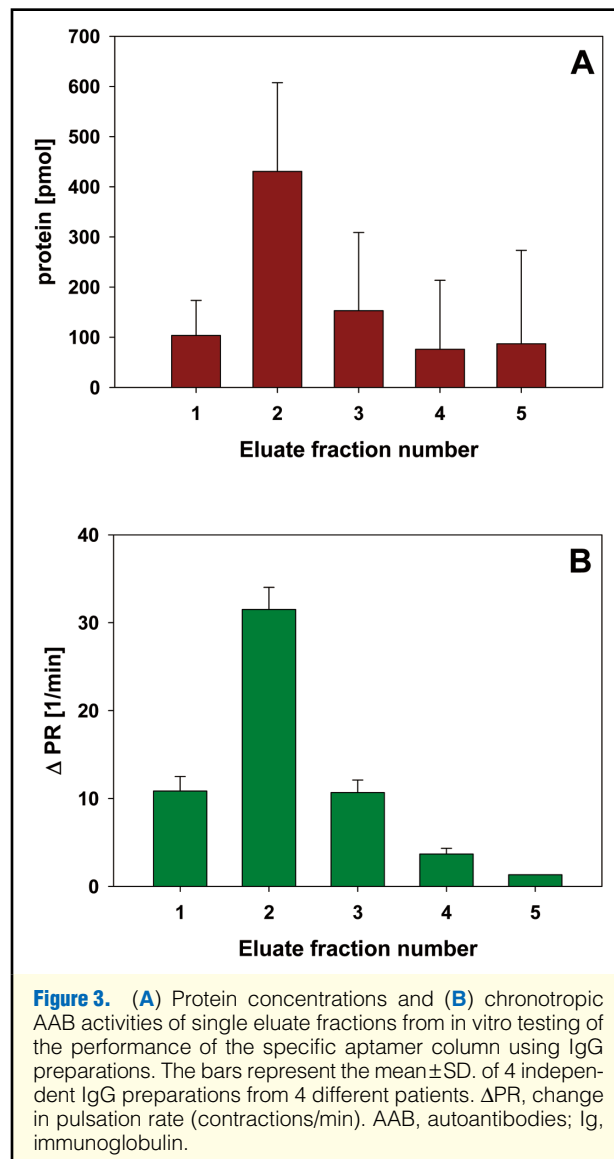 A
700
600
500
400
300
200
100
0
protein [pmol]
1 2 3 4 5
Eluate fraction number
B
40
30
20
10
0
Δ PR [1/min]
1 2 3 4 5
Eluate fraction number
Figure 3. (A) Protein concentrations and (B) chronotropic
AAB activities of single eluate fractions from in vitro testing of
the performance of the specific aptamer column using IgG
preparations. The bars represent the mean±SD. of 4 indepen-
dent IgG preparations from 4 different patients. ΔPR, change
in pulsation rate (contractions/min). AAB, autoantibodies; Ig,
immunoglobulin.